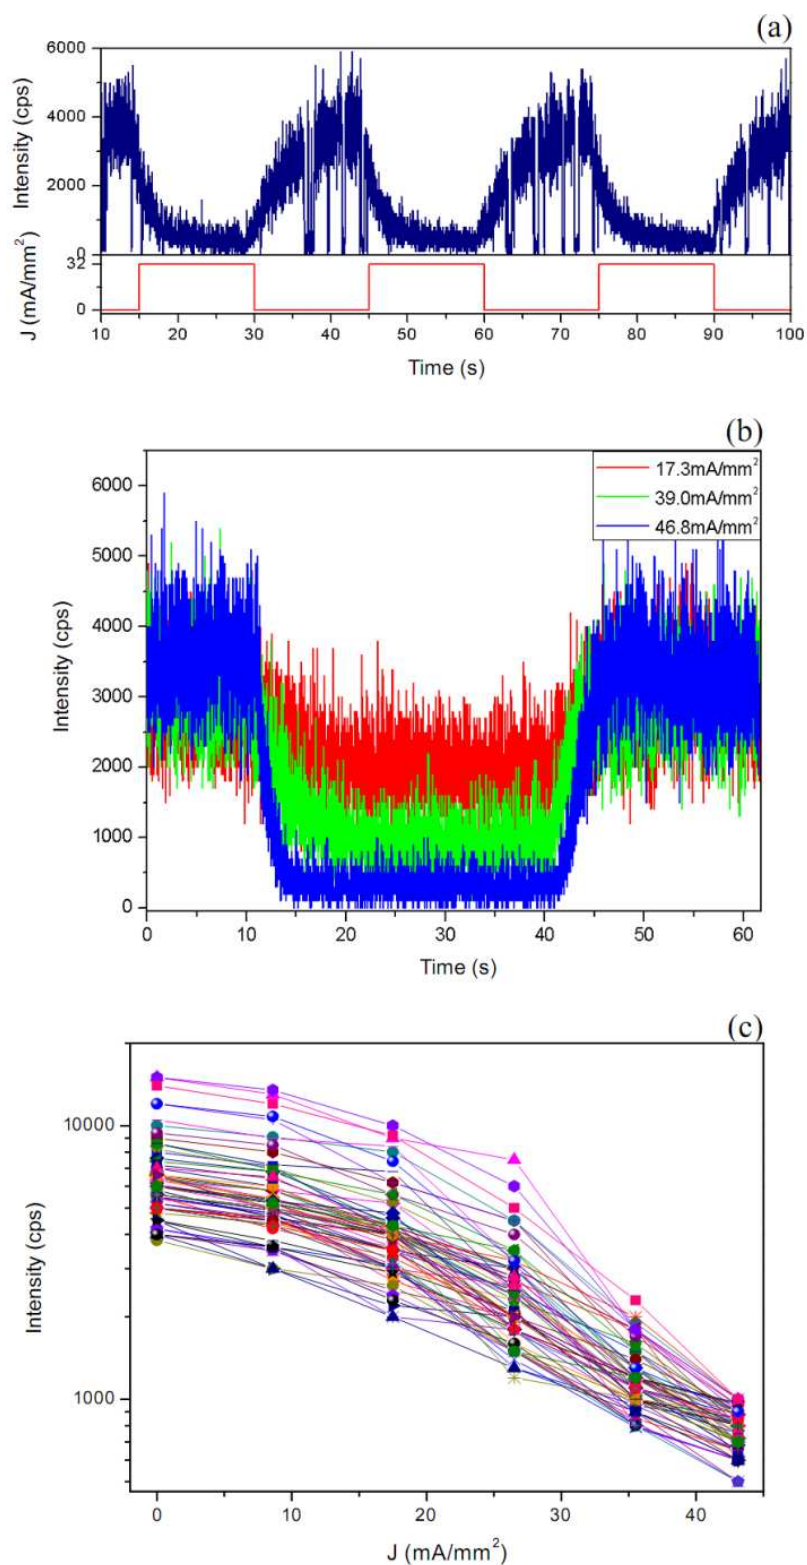 (a)
6000
4000
2000
0
Intensity (cps)
32
0
J (mA/mm²)
10 20 30 40 50 60 70 80 90 100
Time (s)
(b)
17.3mA/mm²
39.0mA/mm²
46.8mA/mm²
6000
5000
4000
3000
2000
1000
0
Intensity (cps)
0 10 20 30 40 50 60
Time (s)
(c)
10000
1000
Intensity (cps)
0 10 20 30 40
J (mA/mm²)